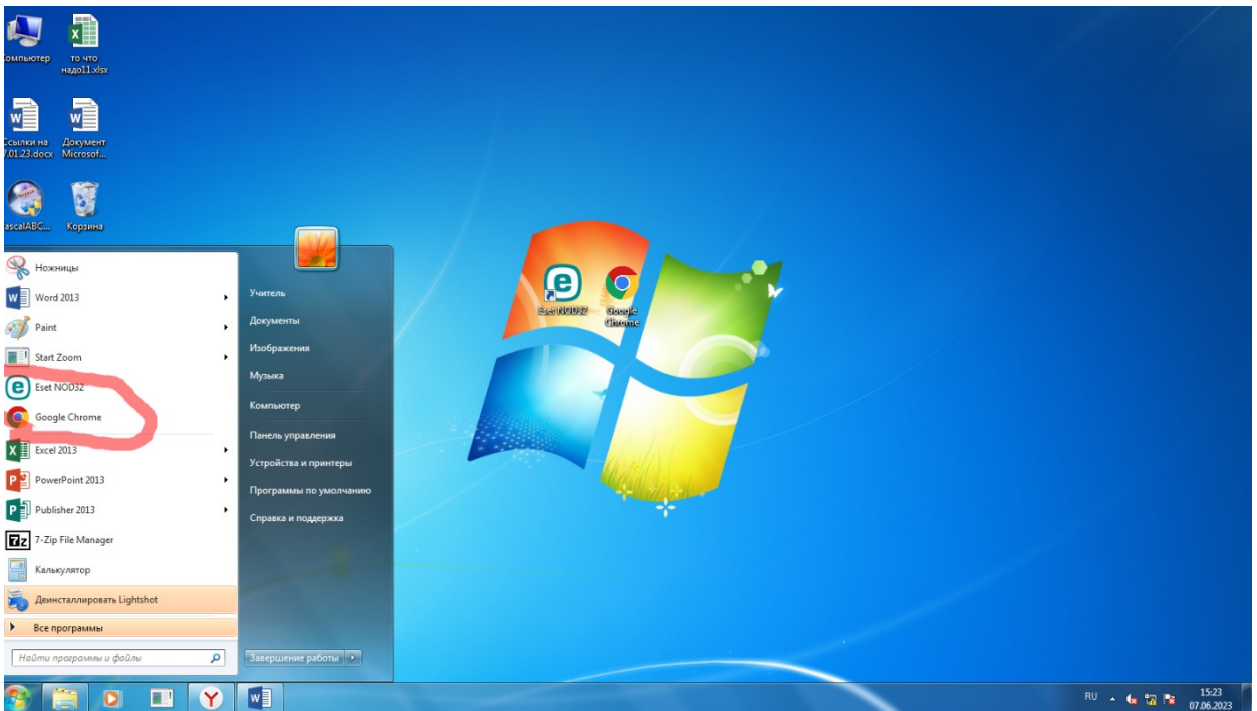 Компьютер
то что
надо11.xlsx
Ссылки на
7.01.23.docx
Документ
Microsof...
ascalABC...
Корзина
Ножницы
Word 2013
Paint
Start Zoom
Eset NOD32
Google Chrome
Excel 2013
PowerPoint 2013
Publisher 2013
7-Zip File Manager
Калькулятор
Деинсталлировать Lightshot
Все программы
Найти программы и файлы
Учитель
Документы
Изображения
Музыка
Компьютер
Панель управления
Устройства и принтеры
Программы по умолчанию
Справка и поддержка
Завершение работы
Eset NOD32
Google
Chrome
RU
15:23
07.06.2023